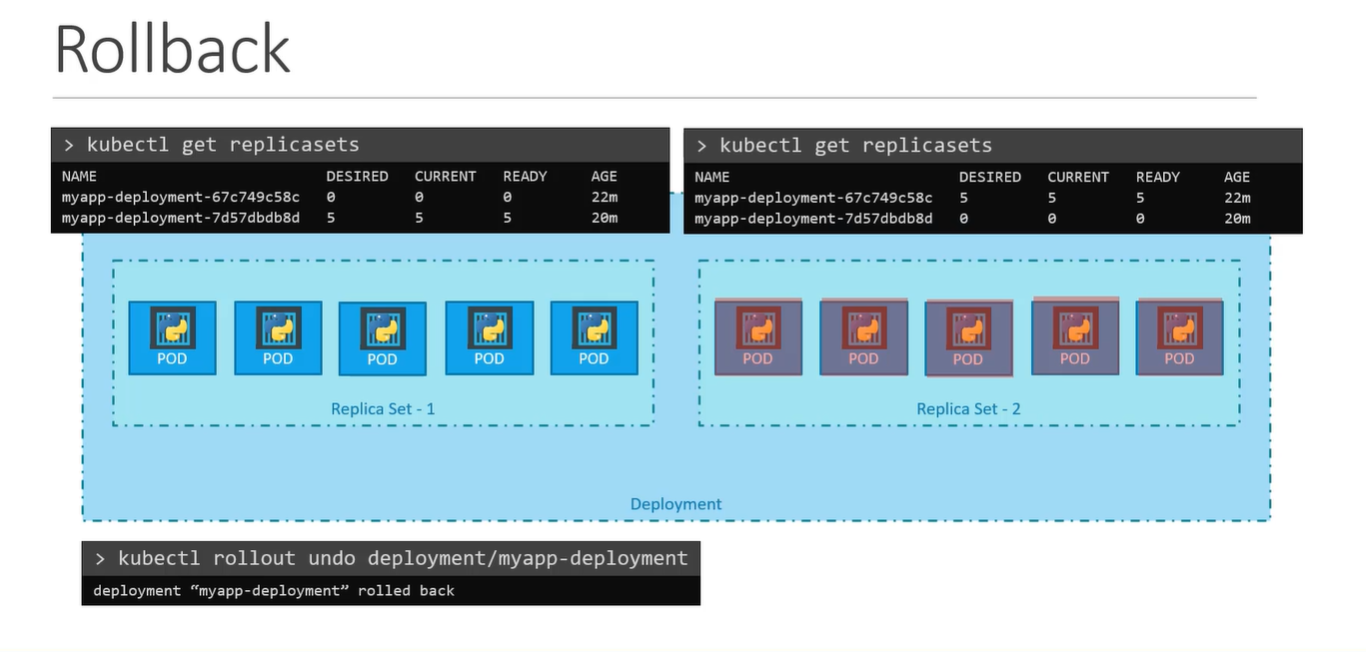 Rollback
> kubectl get replicasets
NAME DESIRED CURRENT READY AGE
myapp-deployment-67c749c58c 0 0 0 22m
myapp-deployment-7d57dbdb8d 5 5 5 20m
> kubectl get replicasets
NAME DESIRED CURRENT READY AGE
myapp-deployment-67c749c58c 5 5 5 22m
myapp-deployment-7d57dbdb8d 0 0 0 20m
POD POD POD POD POD
Replica Set - 1
POD POD POD POD POD
Replica Set - 2
Deployment
> kubectl rollout undo deployment/myapp-deployment
deployment “myapp-deployment” rolled back